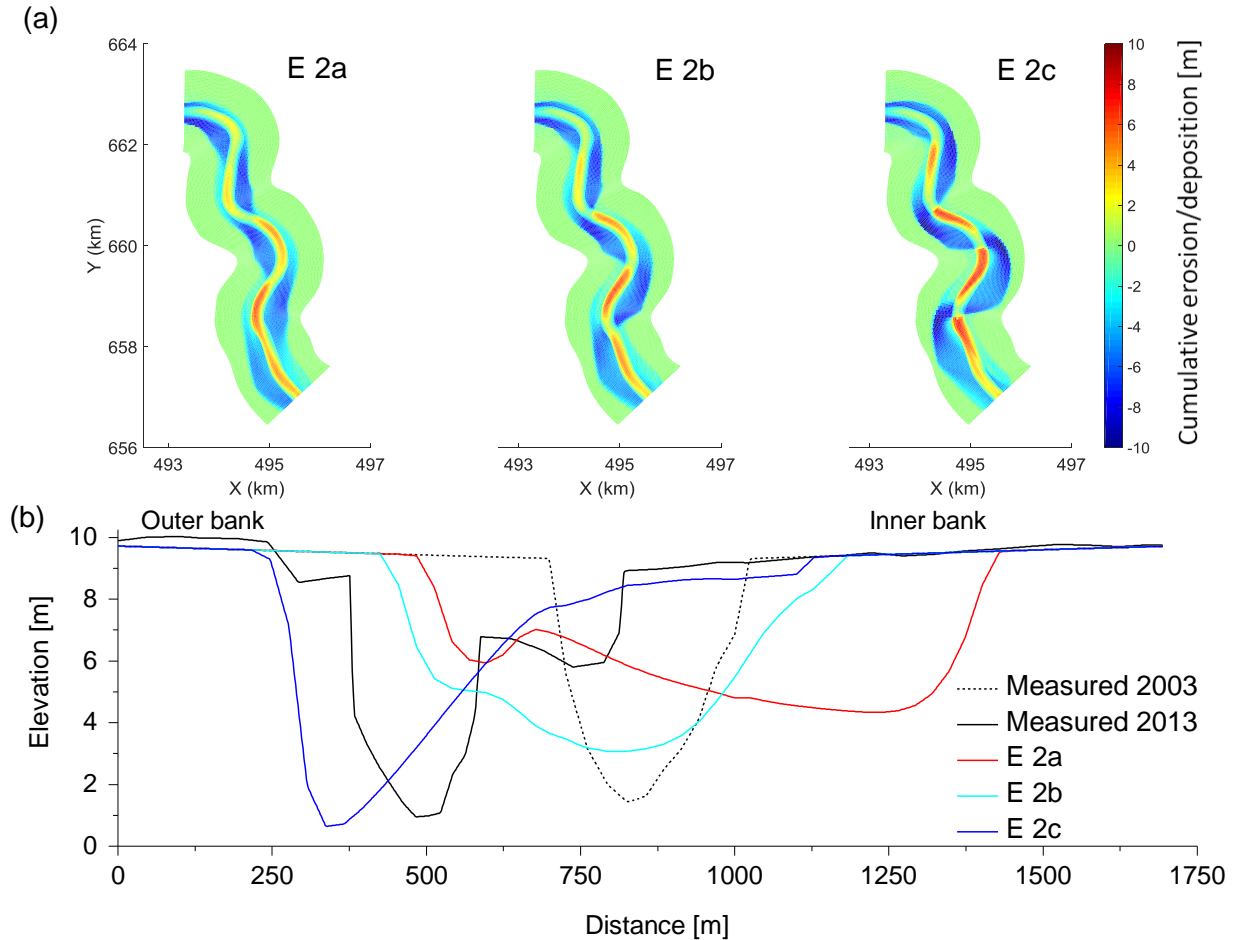 (a)
E 2a
E 2b
E 2c
664
662
660
658
656
Y (km)
493
495
497
X (km)
493
495
497
X (km)
493
495
497
X (km)
10
8
6
4
2
0
-2
-4
-6
-8
-10
Cumulative erosion/deposition [m]
(b)
Outer bank
Inner bank
10
8
6
4
2
0
Elevation [m]
Measured 2003
Measured 2013
E 2a
E 2b
E 2c
0
250
500
750
1000
1250
1500
1750
Distance [m]